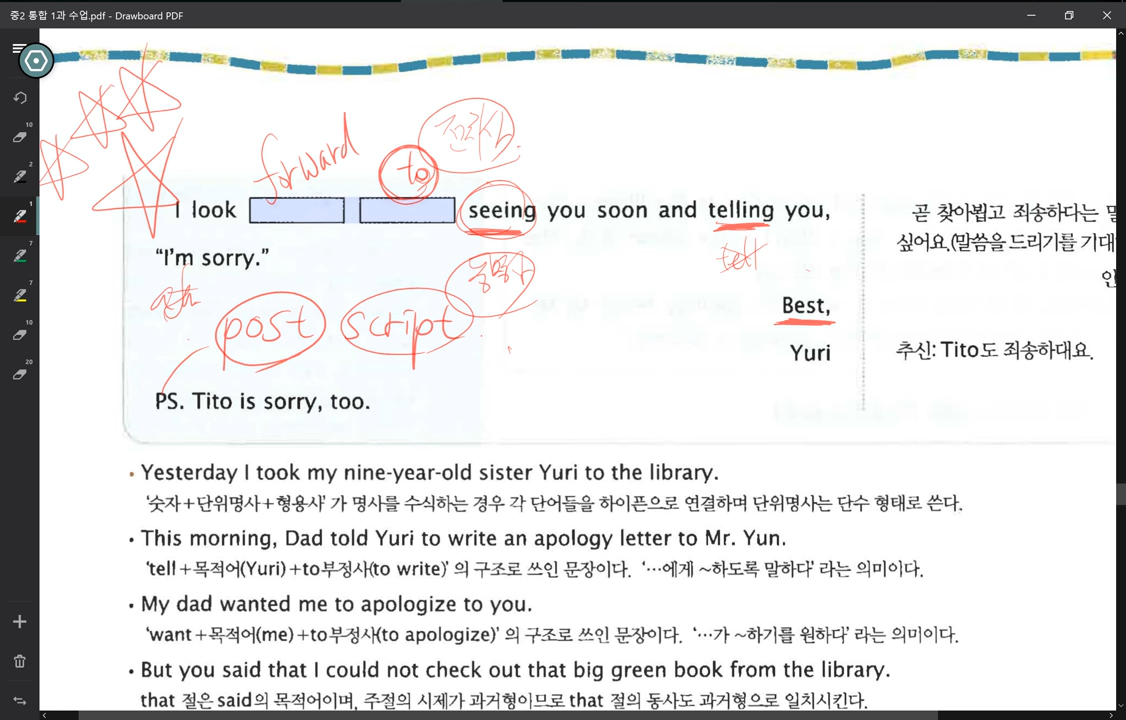 중2 통합 1과 수업.pdf - Drawboard PDF
10
2
1
7
7
10
20
전치사
forward to
I look seeing you soon and telling you,
곧 찾아뵙고 죄송하다는 말
tell
싶어요.(말씀을 드리기를 기대
"I'm sorry."
동명사
인
Best,
post script
Yuri
추신: Tito도 죄송하대요.
PS. Tito is sorry, too.
• Yesterday I took my nine-year-old sister Yuri to the library.
'숫자+단위명사+형용사' 가 명사를 수식하는 경우 각 단어들을 하이픈으로 연결하며 단위명사는 단수 형태로 쓴다.
• This morning, Dad told Yuri to write an apology letter to Mr. Yun.
'tell+목적어(Yuri)+to부정사(to write)' 의 구조로 쓰인 문장이다. '…에게 ~하도록 말하다' 라는 의미이다.
• My dad wanted me to apologize to you.
'want+목적어(me)+to부정사(to apologize)' 의 구조로 쓰인 문장이다. '…가 ~하기를 원하다' 라는 의미이다.
• But you said that I could not check out that big green book from the library.
that 절은 said의 목적어이며, 주절의 시제가 과거형이므로 that 절의 동사도 과거형으로 일치시킨다.